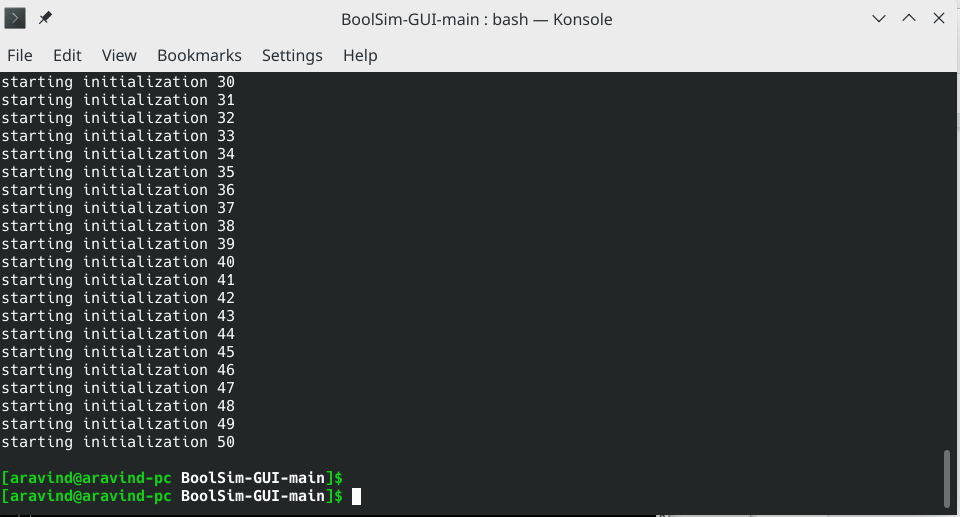 BoolSim-GUI-main : bash — Konsole
File Edit View Bookmarks Settings Help
starting initialization 30
starting initialization 31
starting initialization 32
starting initialization 33
starting initialization 34
starting initialization 35
starting initialization 36
starting initialization 37
starting initialization 38
starting initialization 39
starting initialization 40
starting initialization 41
starting initialization 42
starting initialization 43
starting initialization 44
starting initialization 45
starting initialization 46
starting initialization 47
starting initialization 48
starting initialization 49
starting initialization 50
[aravind@aravind-pc BoolSim-GUI-main]$
[aravind@aravind-pc BoolSim-GUI-main]$